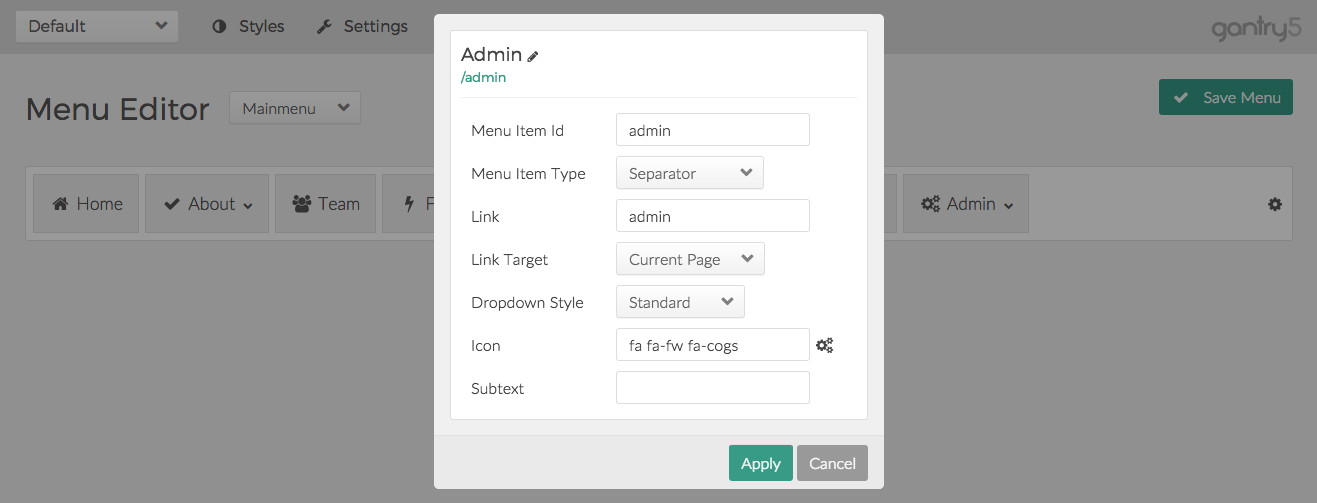 Default
Styles
Settings
gantry5
Menu Editor
Mainmenu
Save Menu
Home
About
Team
F
Admin
Admin
/admin
Menu Item Id
admin
Menu Item Type
Separator
Link
admin
Link Target
Current Page
Dropdown Style
Standard
Icon
fa fa-fw fa-cogs
Subtext
Apply
Cancel